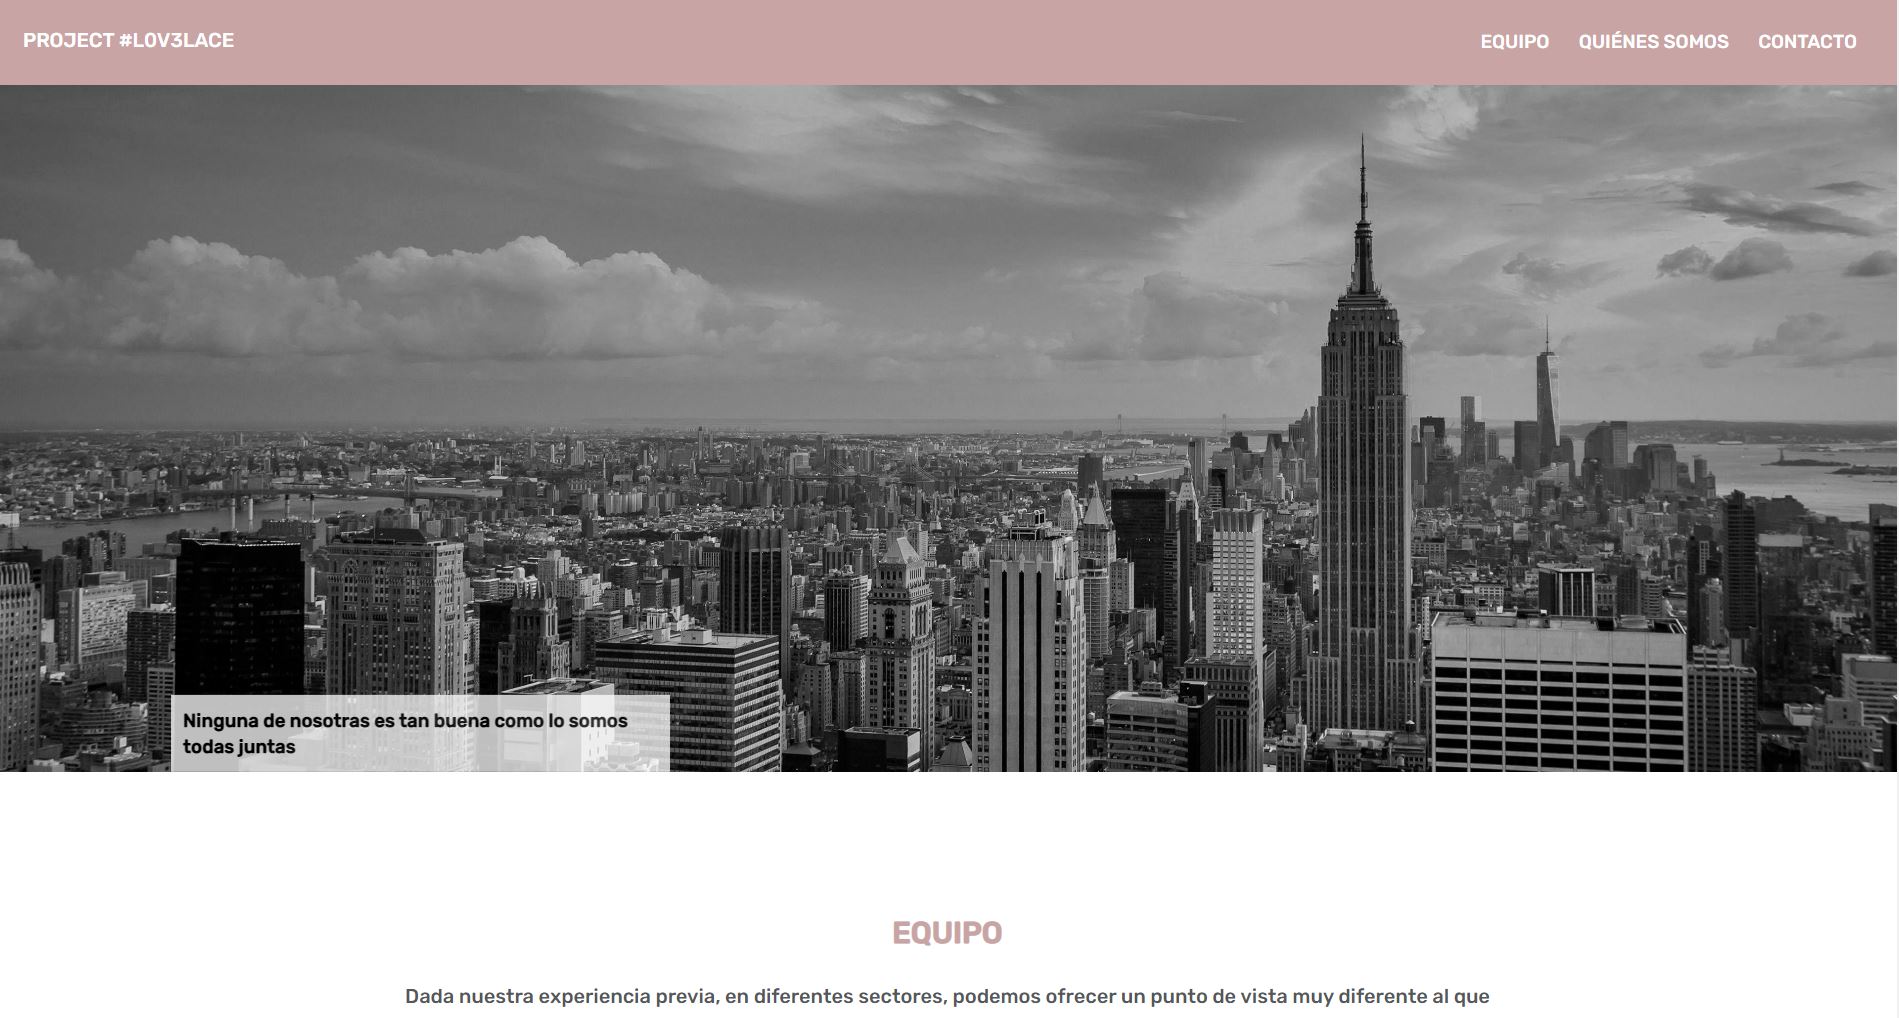 PROJECT #L0V3LACE
EQUIPO QUIÉNES SOMOS CONTACTO
Ninguna de nosotras es tan buena como lo somos
todas juntas
EQUIPO
Dada nuestra experiencia previa, en diferentes sectores, podemos ofrecer un punto de vista muy diferente al que